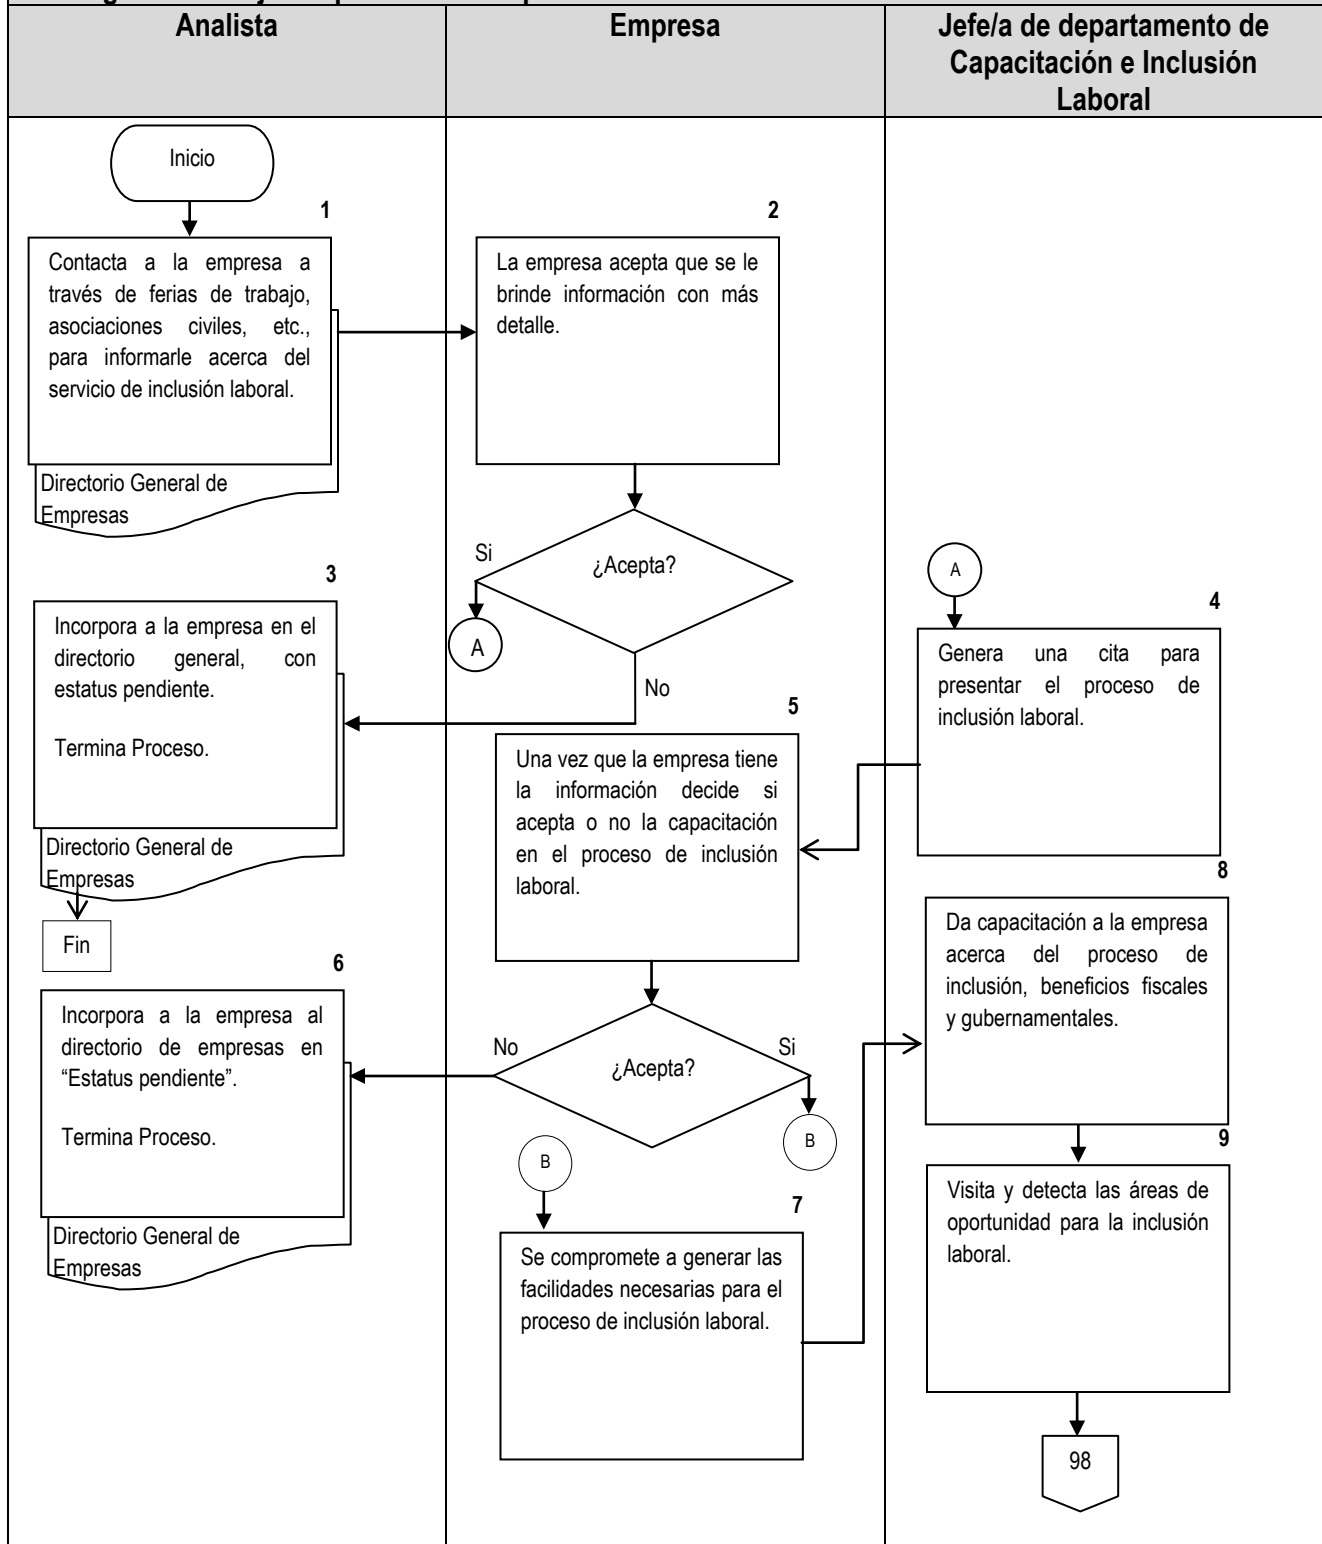 Analista
Empresa
Jefe/a de departamento de
Capacitación e Inclusión
Laboral
Inicio
1
Contacta a la empresa a
través de ferias de trabajo,
asociaciones civiles, etc.,
para informarle acerca del
servicio de inclusión laboral.
Directorio General de
Empresas
2
La empresa acepta que se le
brinde información con más
detalle.
¿Acepta?
Si
A
No
3
Incorpora a la empresa en el
directorio general, con
estatus pendiente.
Termina Proceso.
Directorio General de
Empresas
Fin
A
4
Genera una cita para
presentar el proceso de
inclusión laboral.
5
Una vez que la empresa tiene
la información decide si
acepta o no la capacitación
en el proceso de inclusión
laboral.
¿Acepta?
No
Si
B
6
Incorpora a la empresa al
directorio de empresas en
“Estatus pendiente”.
Termina Proceso.
Directorio General de
Empresas
B
7
Se compromete a generar las
facilidades necesarias para el
proceso de inclusión laboral.
8
Da capacitación a la empresa
acerca del proceso de
inclusión, beneficios fiscales
y gubernamentales.
9
Visita y detecta las áreas de
oportunidad para la inclusión
laboral.
98